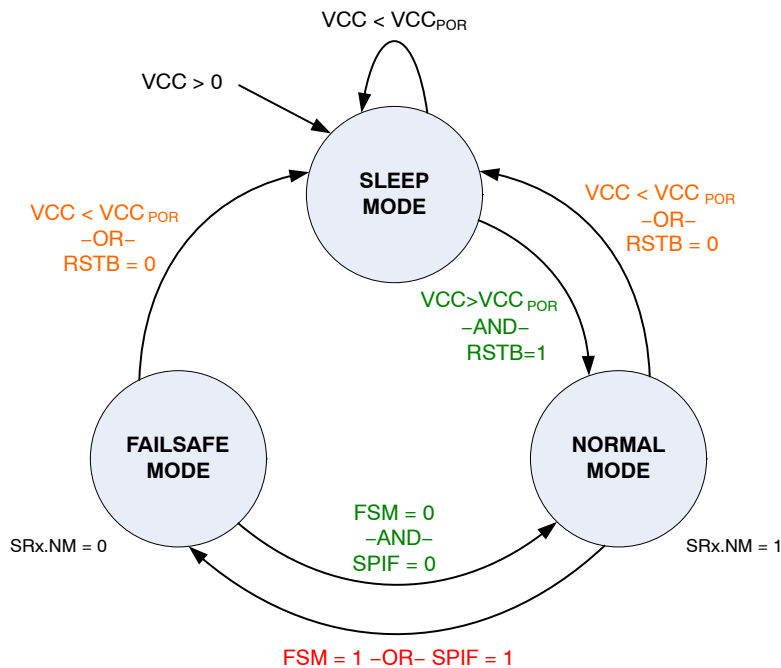 VCC < VCCPOR
VCC > 0
SLEEP
MODE
VCC < VCC POR
–OR–
RSTB = 0
VCC < VCC POR
–OR–
RSTB = 0
VCC>VCC POR
–AND–
RSTB=1
FAILSAFE
MODE
NORMAL
MODE
FSM = 0
–AND–
SPIF = 0
SRx.NM = 0
SRx.NM = 1
FSM = 1 –OR– SPIF = 1